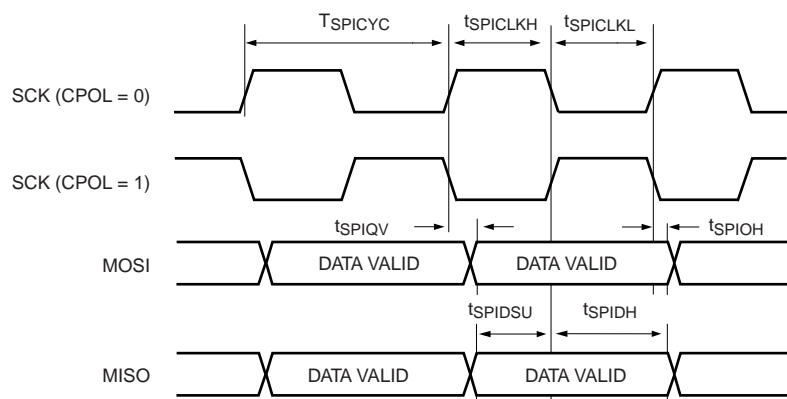 TSPICYC tSPICLKH tSPICLKL
SCK (CPOL = 0)
SCK (CPOL = 1)
tSPIQV tSPIOH
MOSI DATA VALID DATA VALID
tSPIDSU tSPIDH
MISO DATA VALID DATA VALID